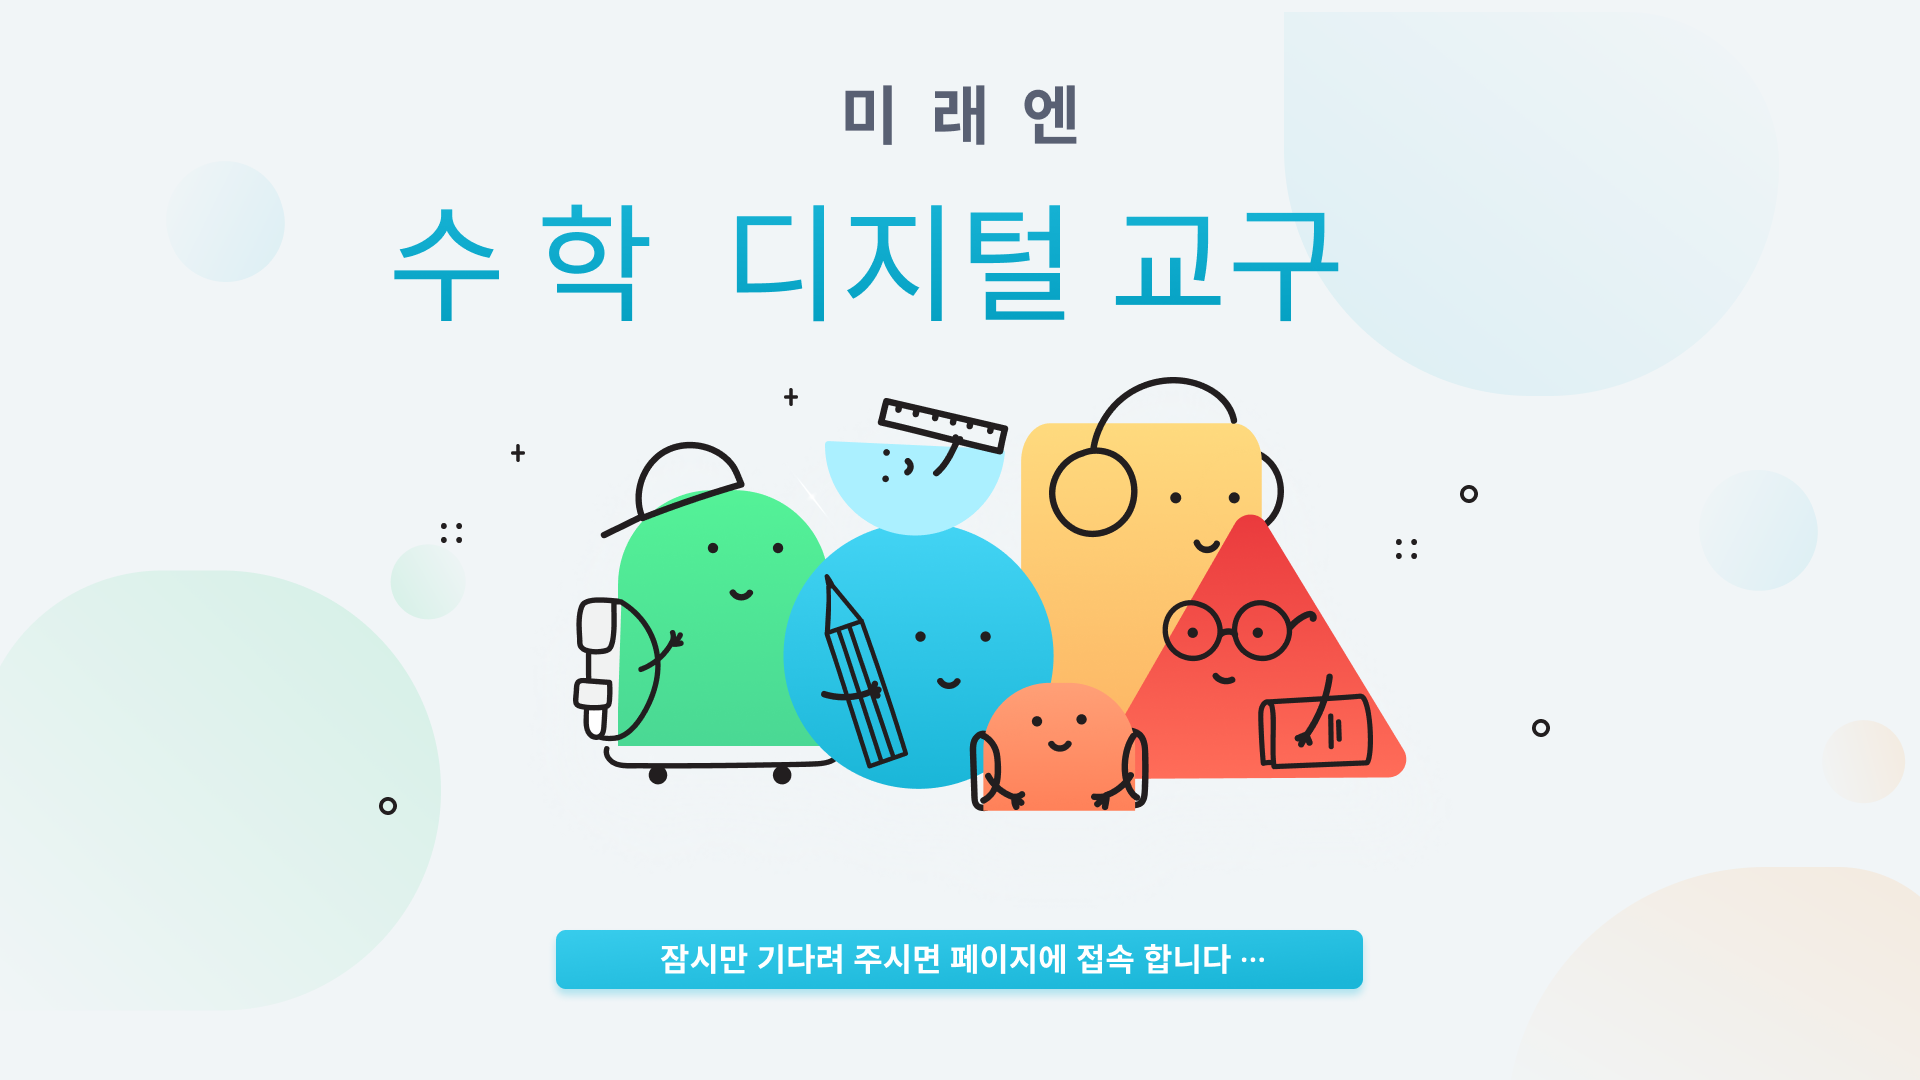 미래엔
수학 디지털 교구
잠시만 기다려 주시면 페이지에 접속 합니다 ···